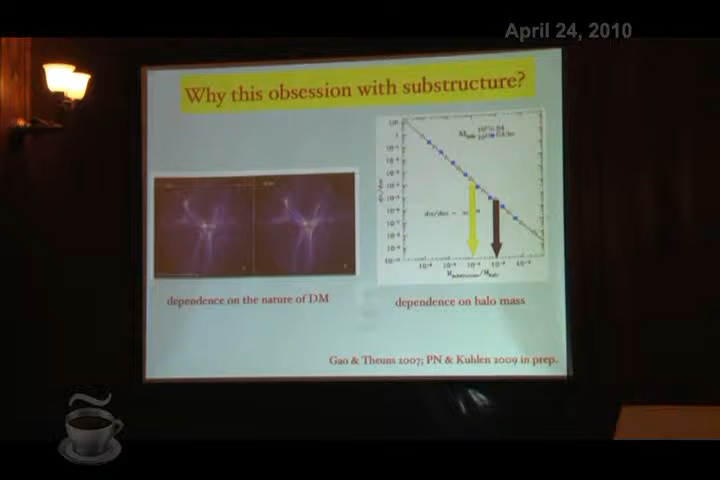 April 24, 2010
Why this obsession with substructure?
dependence on the nature of DM
dependence on halo mass
Gao & Theuns 2007; PN & Kuhlen 2009 in prep.